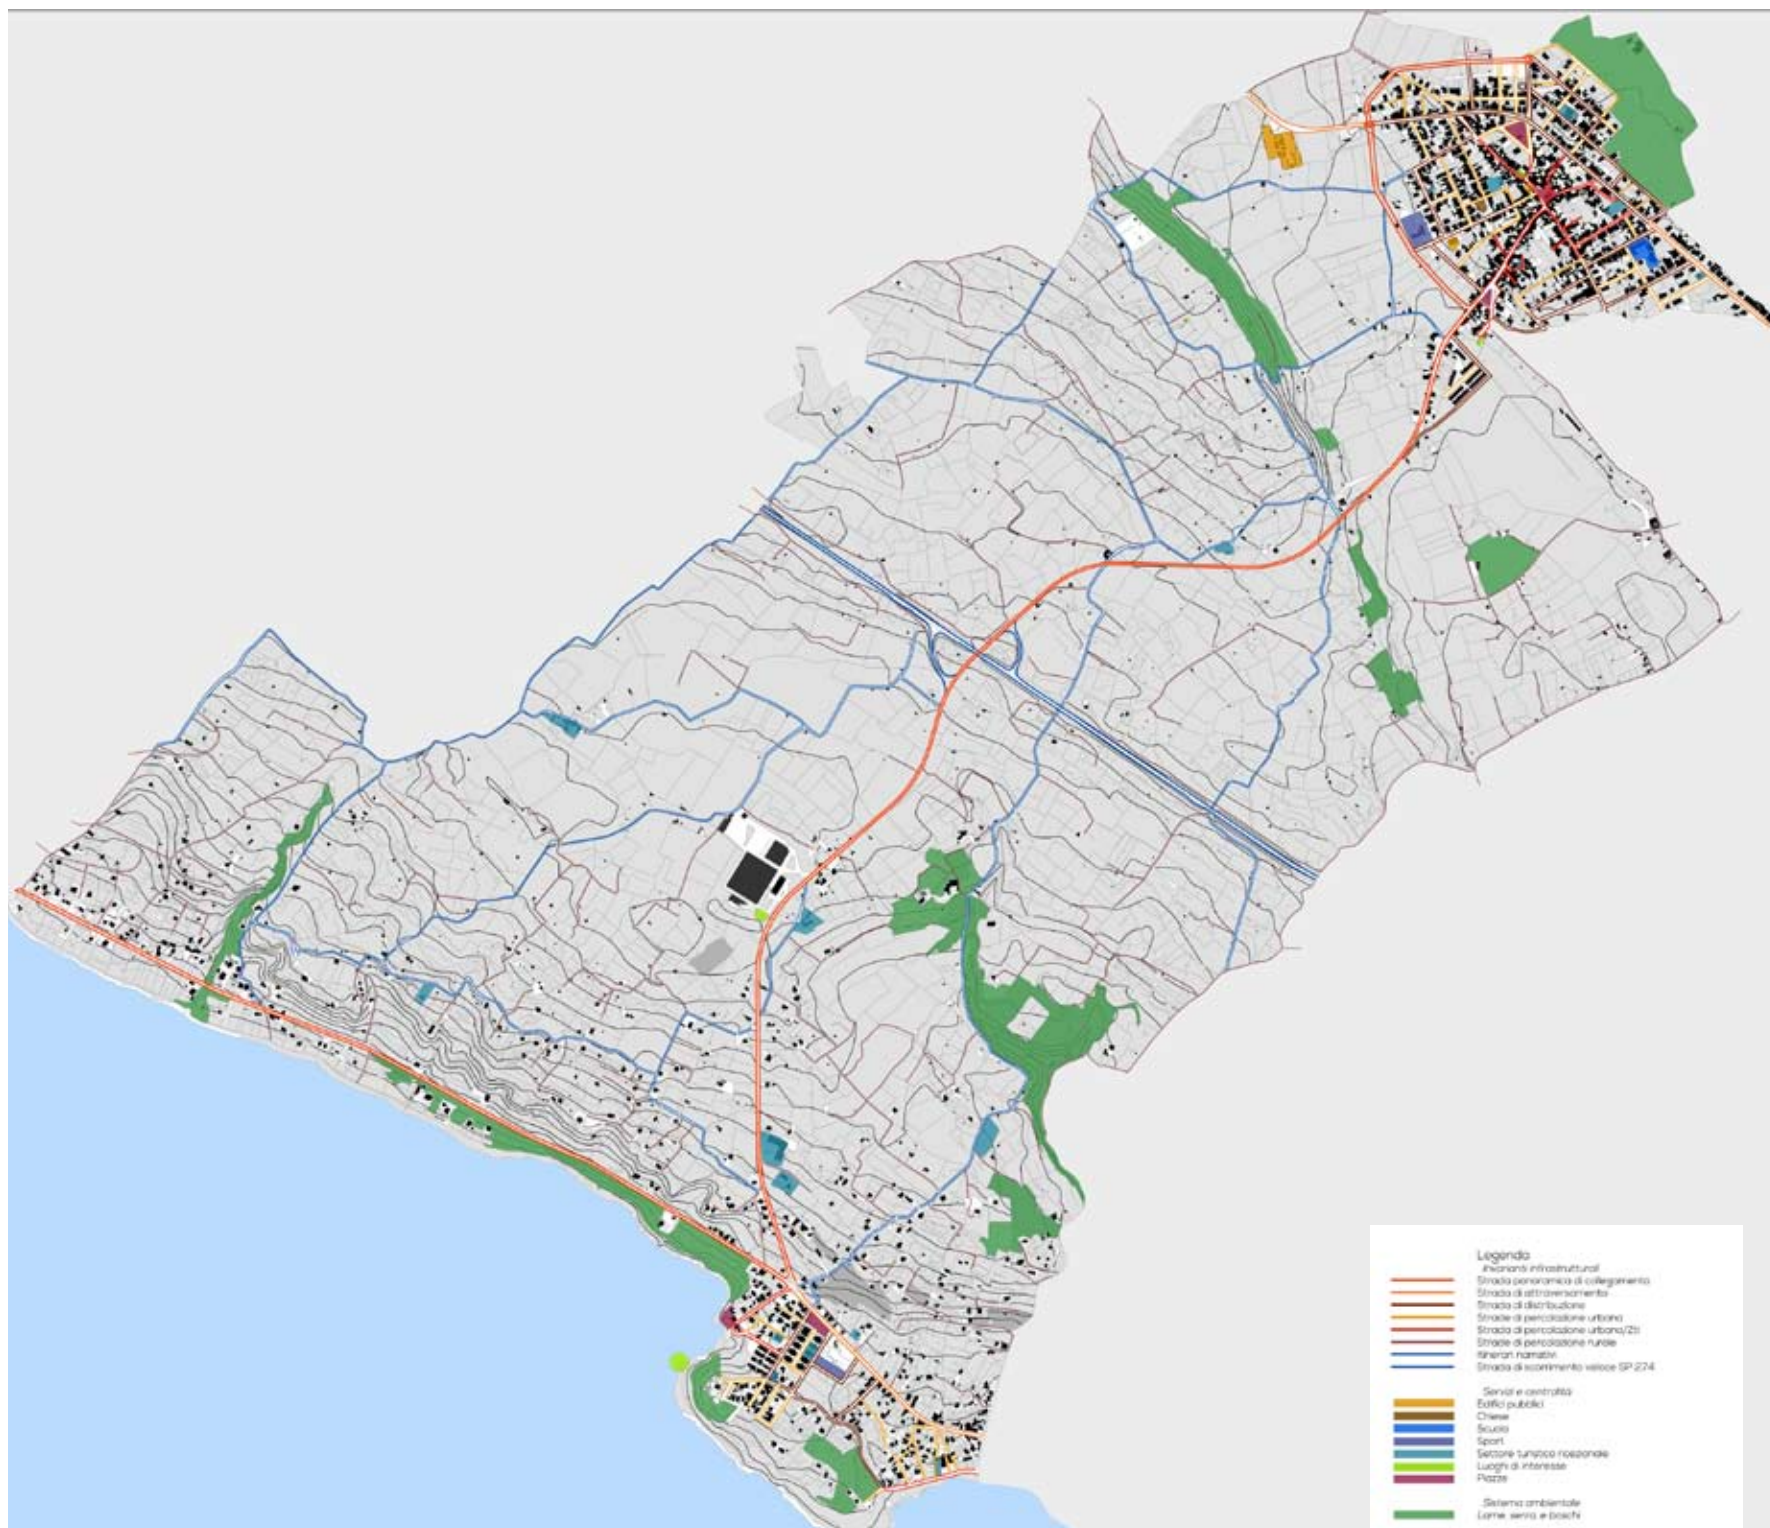 Legenda
Invarianti infrastrutturali
Strada panoramica di collegamento
Strada di attraversamento
Strada di distribuzione
Strade di percolazione urbana
Strada di percolazione urbana/Ztl
Strade di percolazione rurale
Itinerari narrativi
Strada di scorrimento veloce SP 274
Servizi e centralità
Edifici pubblici
Chiese
Scuola
Sport
Settore turistico ricezionale
Luoghi di interesse
Piazze
Sistema ambientale
Lame, serra, e boschi